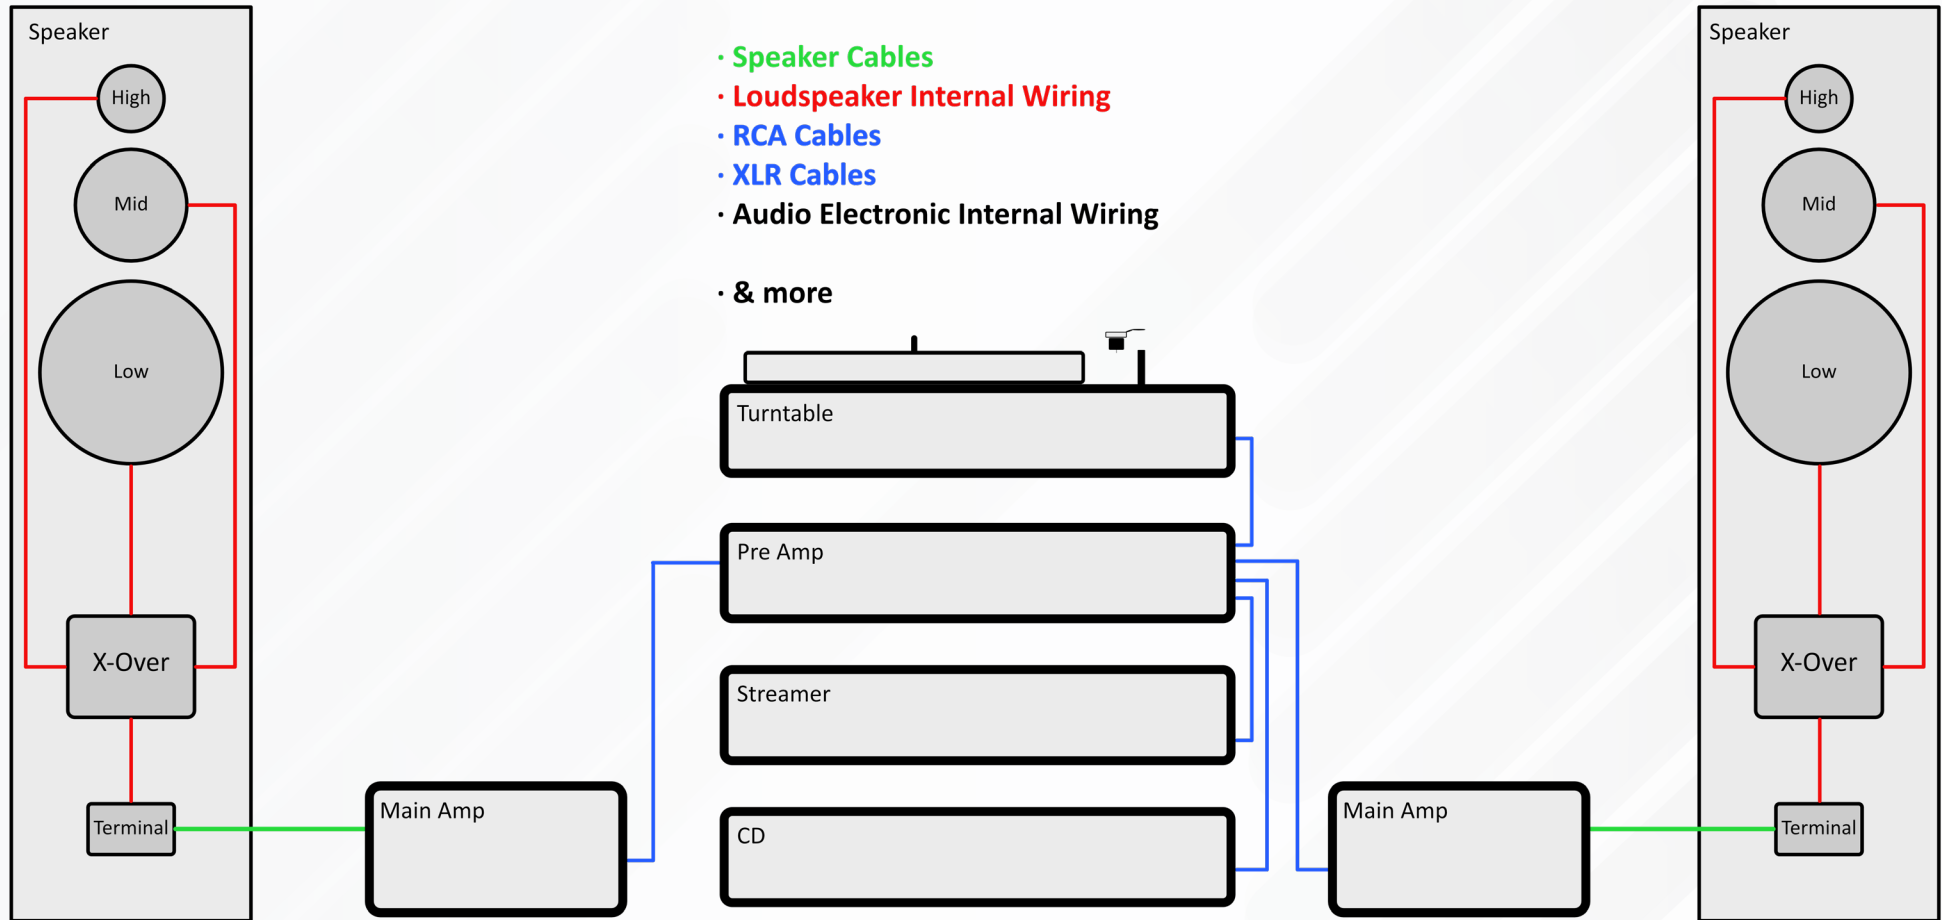 Speaker
High
Mid
Low
X-Over
Terminal
· Speaker Cables
· Loudspeaker Internal Wiring
· RCA Cables
· XLR Cables
· Audio Electronic Internal Wiring
· & more
Turntable
Pre Amp
Streamer
CD
Main Amp
Main Amp
Speaker
High
Mid
Low
X-Over
Terminal